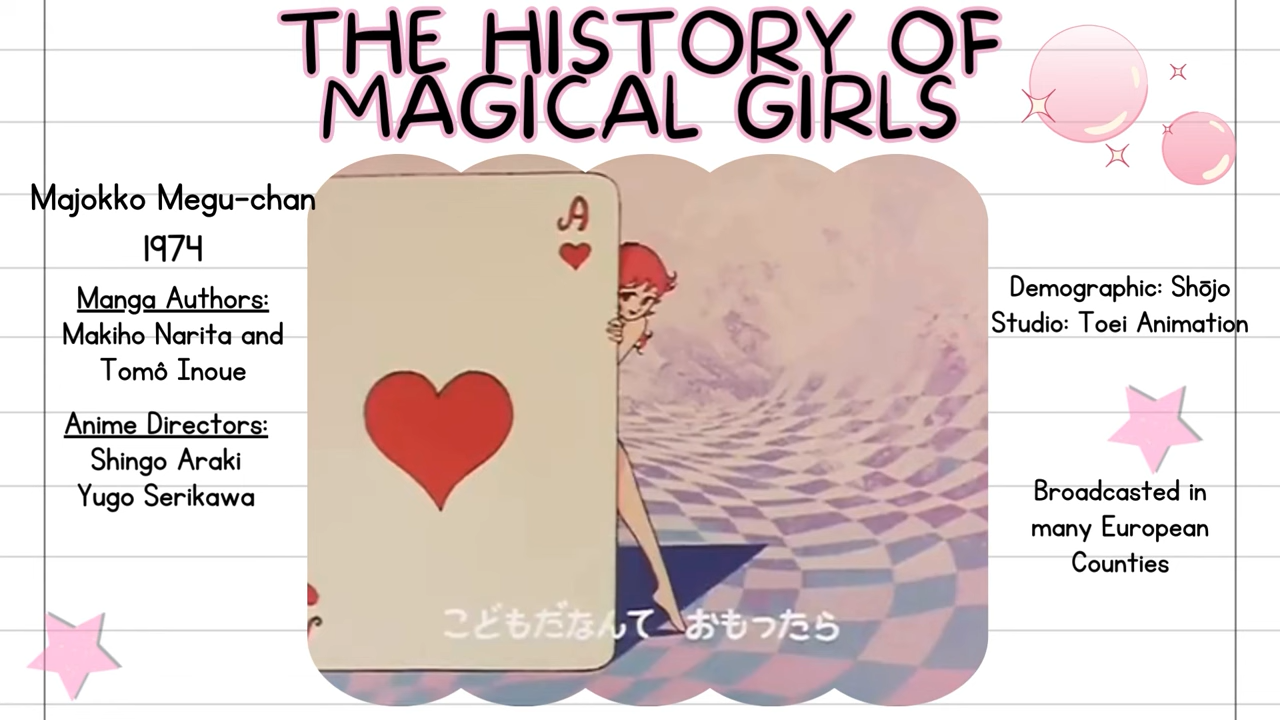 THE HISTORY OF
MAGICAL GIRLS
Majokko Megu-chan
1974
Manga Authors:
Makiho Narita and
Tomô Inoue
Anime Directors:
Shingo Araki
Yugo Serikawa
A
こどもだなんて おもったら
Demographic: Shōjo
Studio: Toei Animation
Broadcasted in
many European
Counties